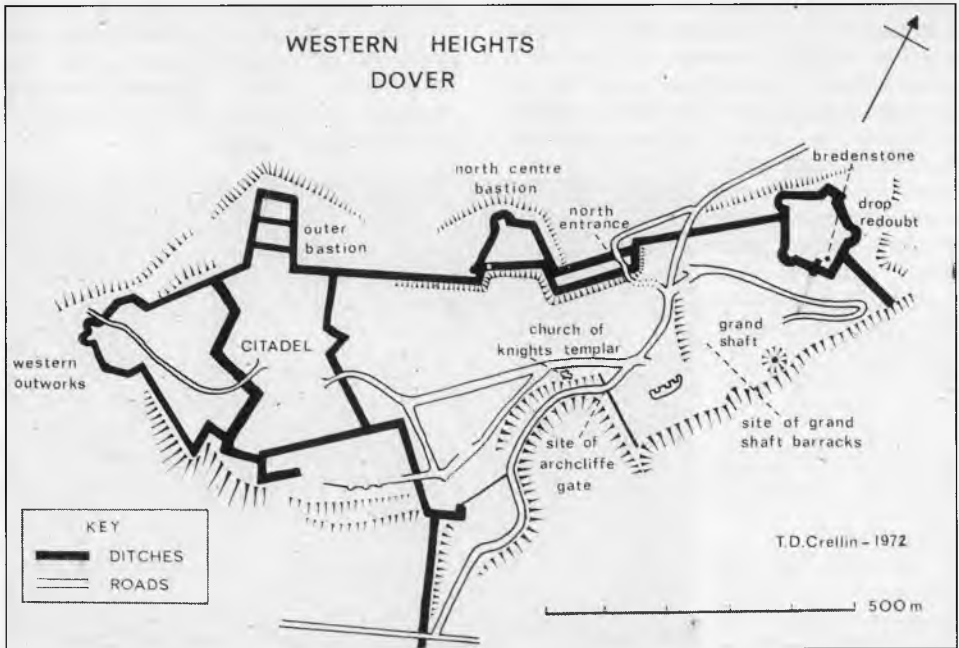 WESTERN HEIGHTS
DOVER
bredenstone
north centre
bastion
north
entrance
drop
redoubt
outer
bastion
CITADEL
church of
knights templar
grand
shaft
western
outworks
site of
archcliffe
gate
site of grand
shaft barracks
KEY
DITCHES
ROADS
T.D.Crellin - 1972
500 m